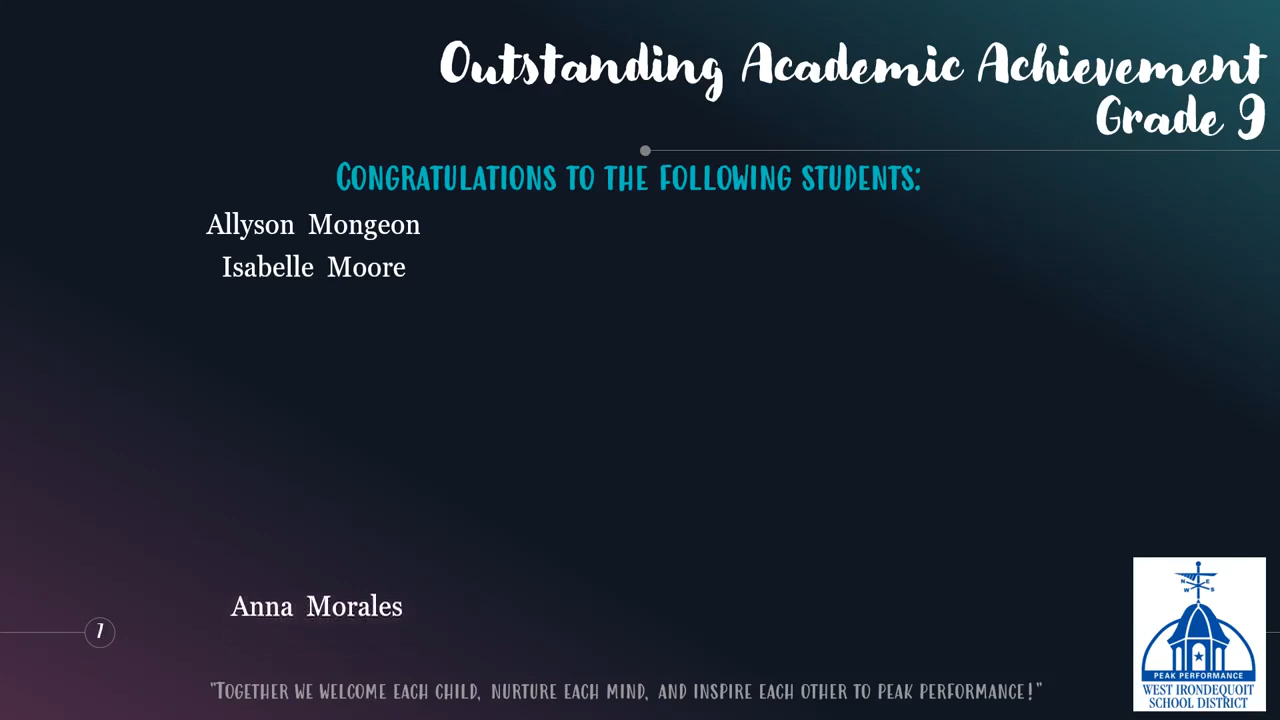 Outstanding Academic Achievement
Grade 9
Congratulations to the following students:
Allyson Mongeon
Isabelle Moore
Anna Morales
7
"Together we welcome each child, nurture each mind, and inspire each other to peak performance!"
N E
W S
PEAK PERFORMANCE
WEST IRONDEQUOIT
SCHOOL DISTRICT